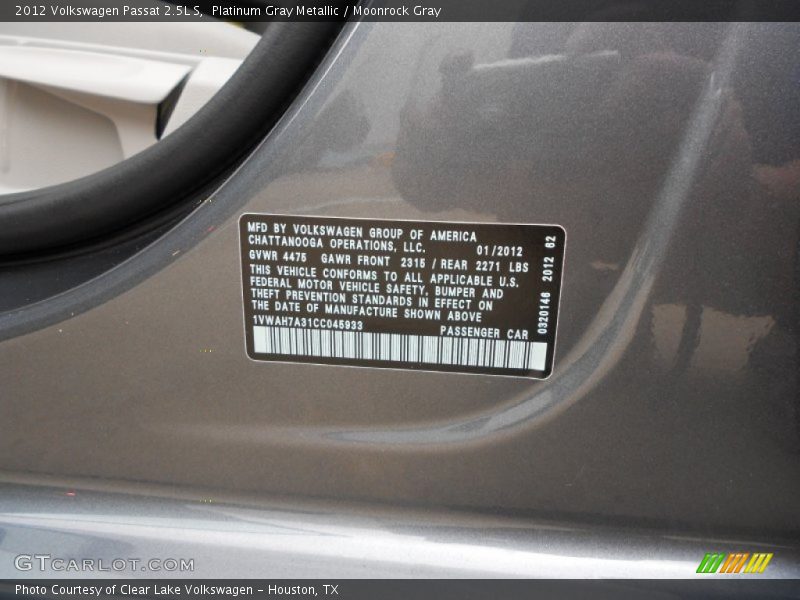 2012 Volkswagen Passat 2.5L S,  Platinum Gray Metallic / Moonrock Gray
MFD BY VOLKSWAGEN GROUP OF AMERICA
CHATTANOOGA OPERATIONS, LLC. 01/2012
GVWR 4475 GAWR FRONT 2315 / REAR 2271 LBS
THIS VEHICLE CONFORMS TO ALL APPLICABLE U.S.
FEDERAL MOTOR VEHICLE SAFETY, BUMPER AND
THEFT PREVENTION STANDARDS IN EFFECT ON
THE DATE OF MANUFACTURE SHOWN ABOVE
1VWAH7A31CC045933 PASSENGER CAR
0320146 2012 82
GTCARLOT.COM
Photo Courtesy of Clear Lake Volkswagen - Houston, TX